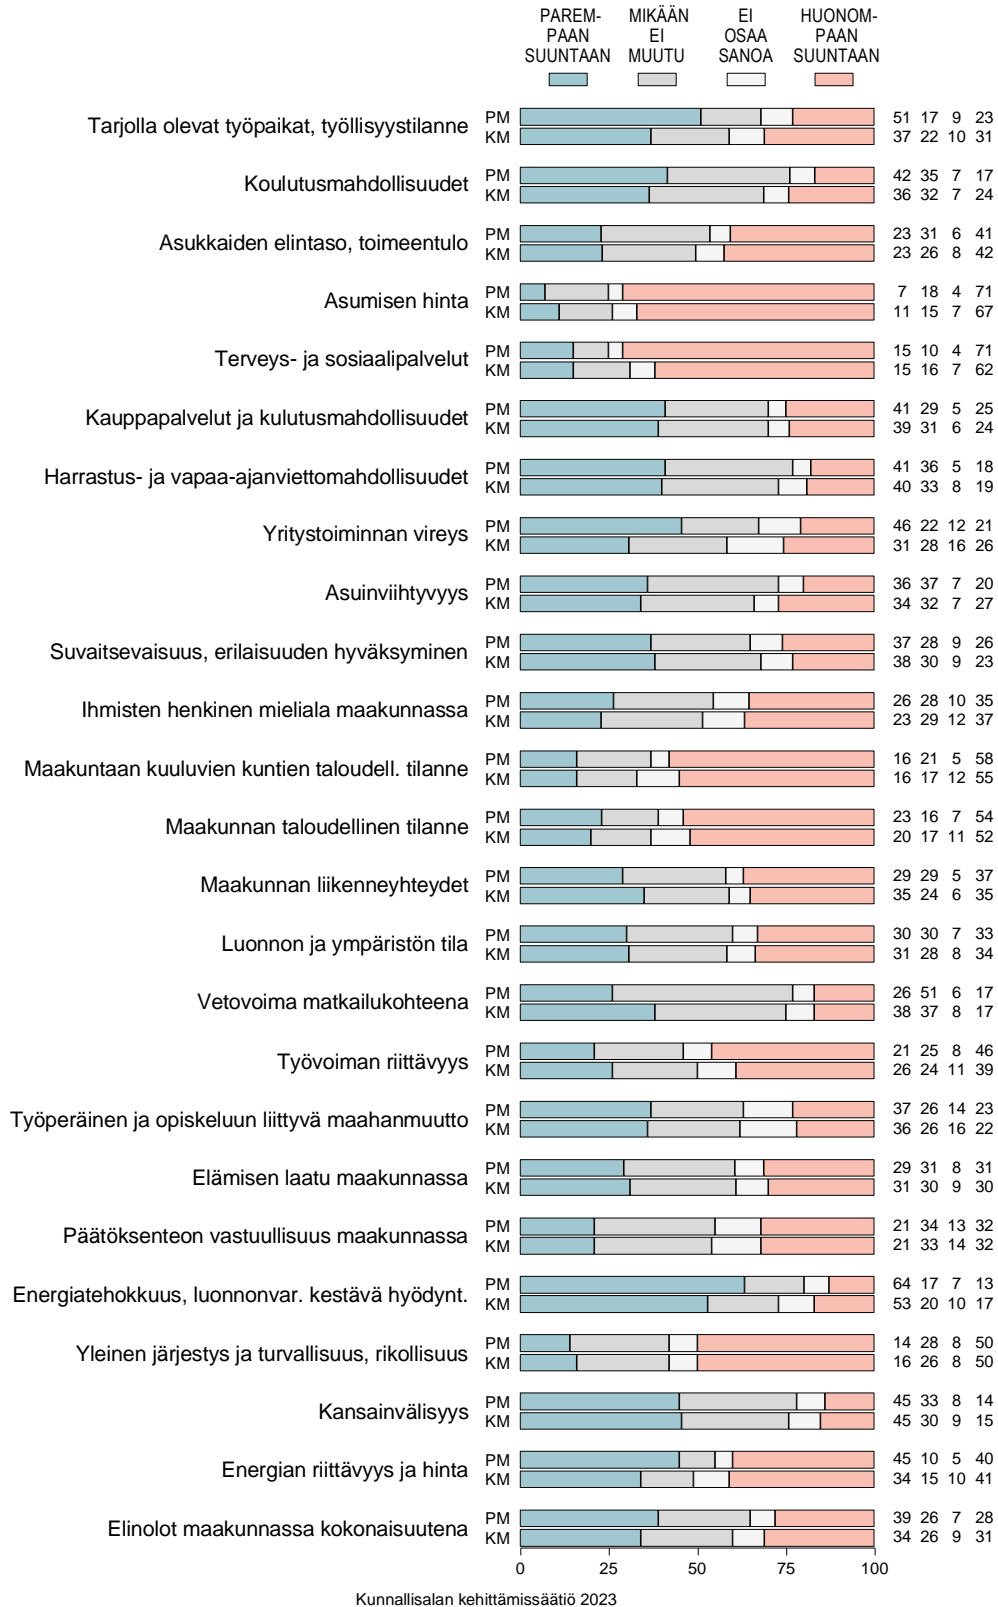 PAREM- MIKÄÄN EI HUONOM-
PAAN EI OSAA PAAN
SUUNTAAN MUUTU SANOA SUUNTAAN
Tarjolla olevat työpaikat, työllisyystilanne PM 51 17 9 23
KM 37 22 10 31
Koulutusmahdollisuudet PM 42 35 7 17
KM 36 32 7 24
Asukkaiden elintaso, toimeentulo PM 23 31 6 41
KM 23 26 8 42
Asumisen hinta PM 7 18 4 71
KM 11 15 7 67
Terveys- ja sosiaalipalvelut PM 15 10 4 71
KM 15 16 7 62
Kauppapalvelut ja kulutusmahdollisuudet PM 41 29 5 25
KM 39 31 6 24
Harrastus- ja vapaa-ajanviettomahdollisuudet PM 41 36 5 18
KM 40 33 8 19
Yritystoiminnan vireys PM 46 22 12 21
KM 31 28 16 26
Asuinviihtyvyys PM 36 37 7 20
KM 34 32 7 27
Suvaitsevaisuus, erilaisuuden hyväksyminen PM 37 28 9 26
KM 38 30 9 23
Ihmisten henkinen mieliala maakunnassa PM 26 28 10 35
KM 23 29 12 37
Maakuntaan kuuluvien kuntien taloudell. tilanne PM 16 21 5 58
KM 16 17 12 55
Maakunnan taloudellinen tilanne PM 23 16 7 54
KM 20 17 11 52
Maakunnan liikenneyhteydet PM 29 29 5 37
KM 35 24 6 35
Luonnon ja ympäristön tila PM 30 30 7 33
KM 31 28 8 34
Vetovoima matkailukohteena PM 26 51 6 17
KM 38 37 8 17
Työvoiman riittävyys PM 21 25 8 46
KM 26 24 11 39
Työperäinen ja opiskeluun liittyvä maahanmuutto PM 37 26 14 23
KM 36 26 16 22
Elämisen laatu maakunnassa PM 29 31 8 31
KM 31 30 9 30
Päätöksenteon vastuullisuus maakunnassa PM 21 34 13 32
KM 21 33 14 32
Energiatehokkuus, luonnonvar. kestävä hyödynt. PM 64 17 7 13
KM 53 20 10 17
Yleinen järjestys ja turvallisuus, rikollisuus PM 14 28 8 50
KM 16 26 8 50
Kansainvälisyys PM 45 33 8 14
KM 45 30 9 15
Energian riittävyys ja hinta PM 45 10 5 40
KM 34 15 10 41
Elinolot maakunnassa kokonaisuutena PM 39 26 7 28
KM 34 26 9 31
0 25 50 75 100
Kunnallisalan kehittämissäätiö 2023